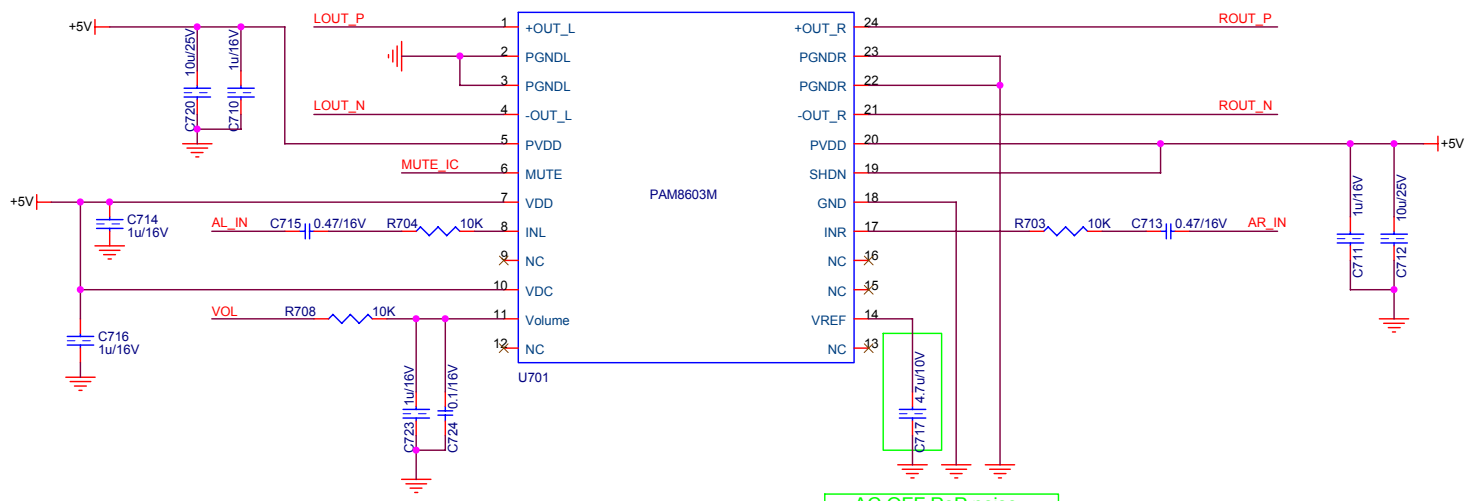 +5V
10u/25V
C720
1u/16V
C710
LOUT_P
1
+OUT_L
2
PGNDL
3
PGNDL
LOUT_N
4
-OUT_L
5
PVDD
MUTE_IC
6
MUTE
+5V
7
VDD
C714
1u/16V
AL_IN
C715
0.47/16V
R704
10K
8
INL
9
NC
10
VDC
C716
1u/16V
VOL
R708
10K
11
Volume
12
NC
1u/16V
C723
0.1/16V
C724
PAM8603M
U701
24
+OUT_R
ROUT_P
23
PGNDR
22
PGNDR
21
-OUT_R
ROUT_N
20
PVDD
+5V
19
SHDN
18
GND
17
INR
R703
10K
C713
0.47/16V
AR_IN
16
NC
15
NC
14
VREF
13
NC
4.7u/10V
C717
1u/16V
C711
10u/25V
C712